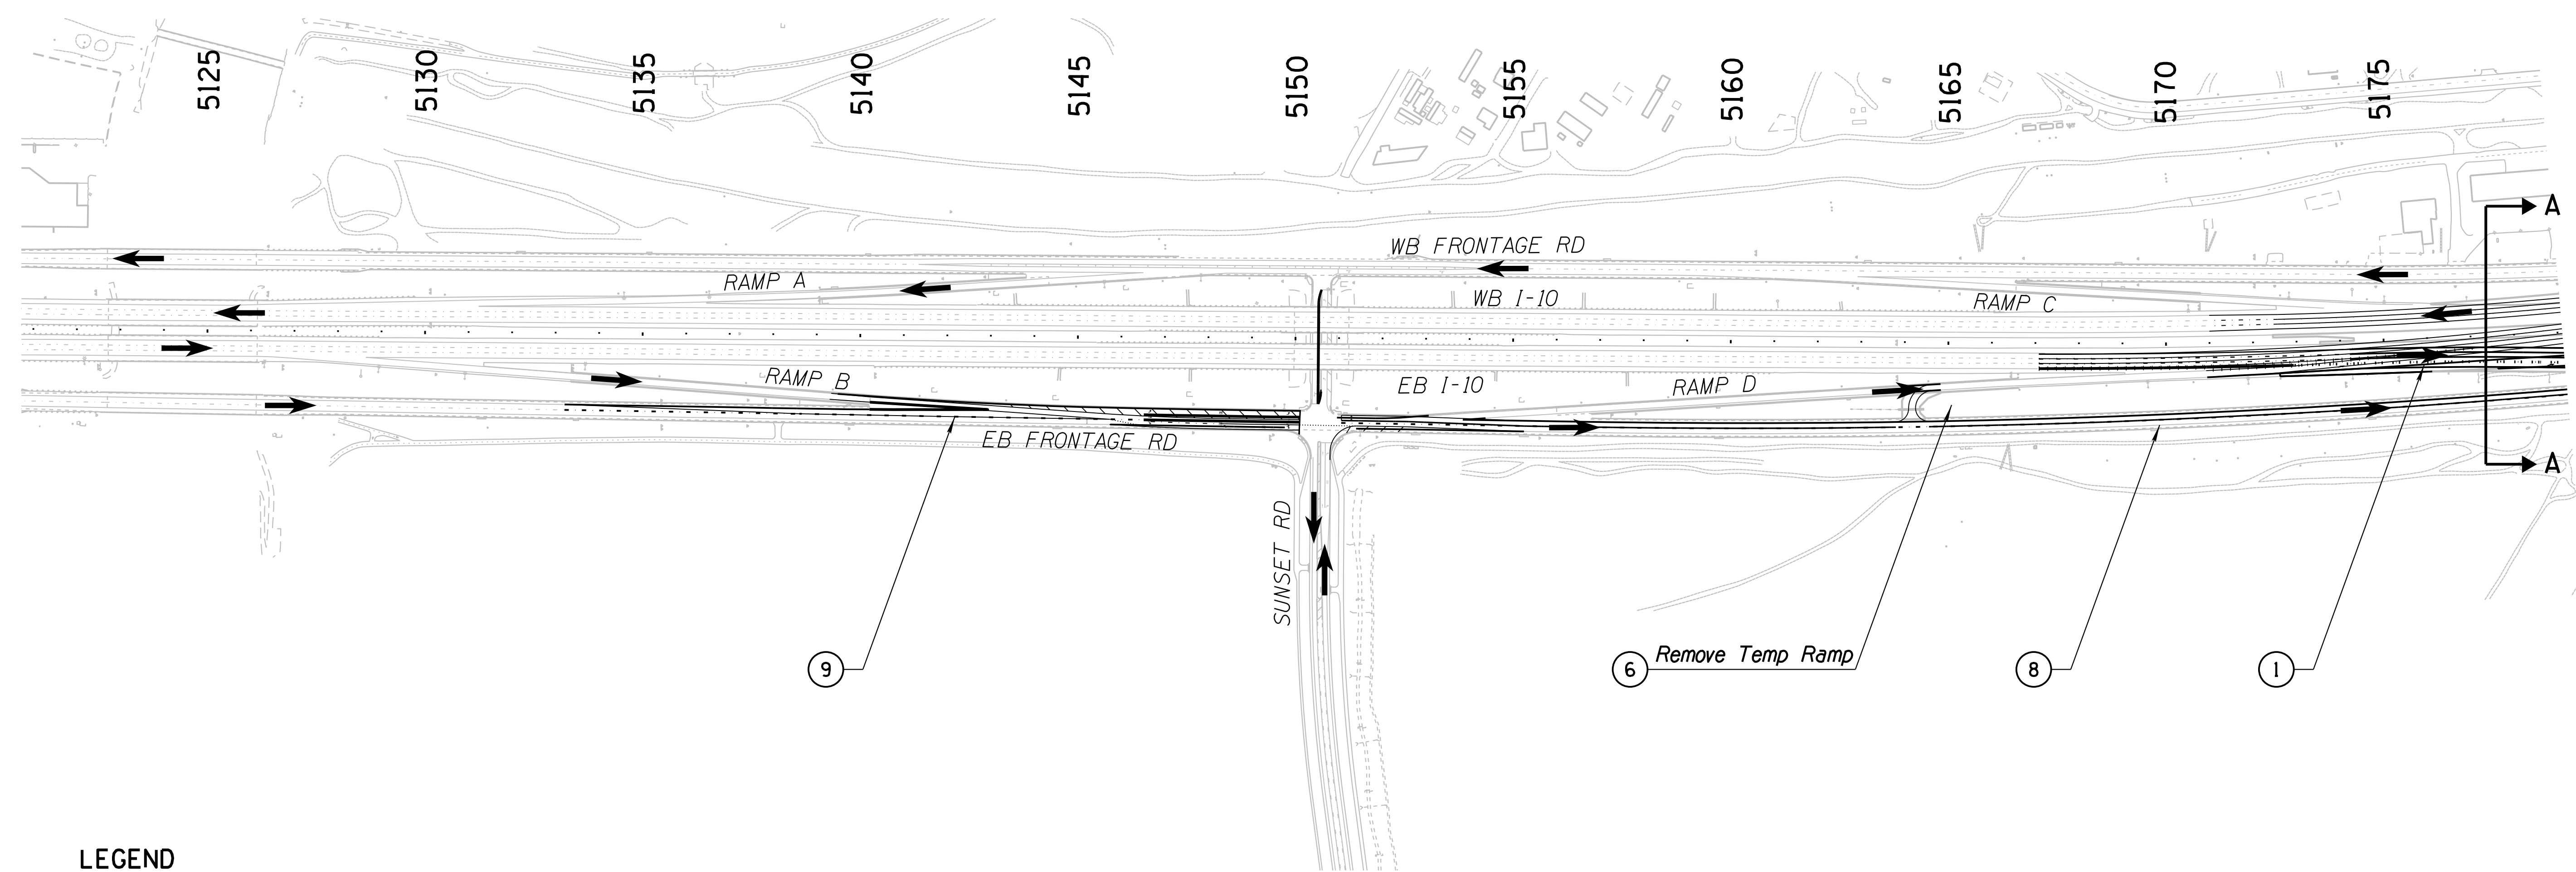 5125
5130
5135
5140
5145
5150
5155
5160
5165
5170
5175
A
WB FRONTAGE RD
RAMP A
WB I-10
RAMP C
RAMP B
EB I-10
RAMP D
EB FRONTAGE RD
A
SUNSET RD
9
6 Remove Temp Ramp
8
1
LEGEND